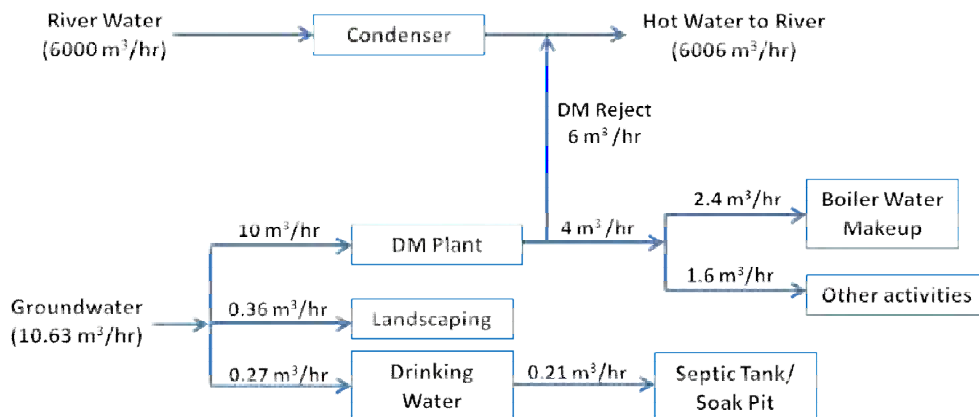 River Water
(6000 m³/hr)
Condenser
Hot Water to River
(6006 m³/hr)
DM Reject
6 m³/hr
10 m³/hr
DM Plant
4 m³/hr
2.4 m³/hr
Boiler Water
Makeup
1.6 m³/hr
Other activities
Groundwater
(10.63 m³/hr)
0.36 m³/hr
Landscaping
0.27 m³/hr
Drinking
Water
0.21 m³/hr
Septic Tank/
Soak Pit